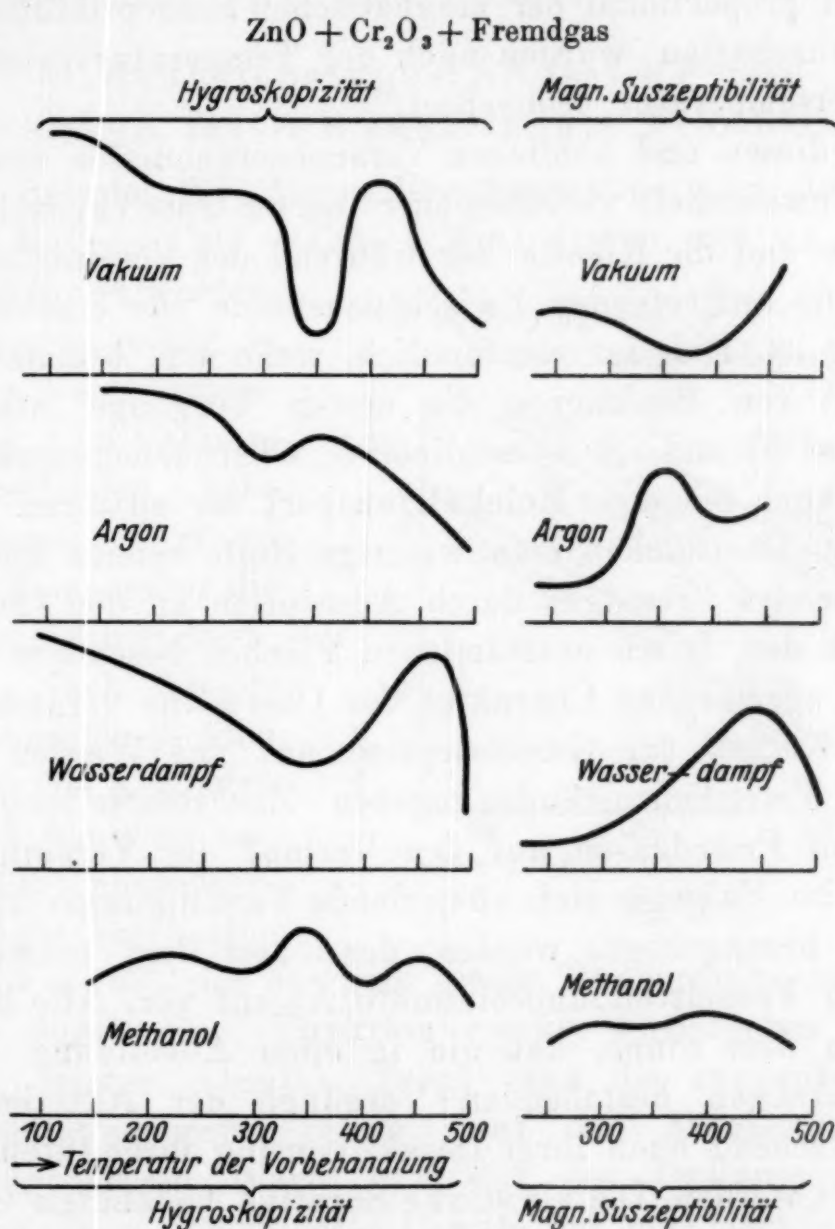 ZnO + Cr₂O₃ + Fremdgas
Hygroskopizität Magn. Suszeptibilität
Vakuum Vakuum
Argon Argon
Wasserdampf Wasser-dampf
Methanol Methanol
100 200 300 400 500 300 400 500
→Temperatur der Vorbehandlung
Hygroskopizität Magn. Suszeptibilität